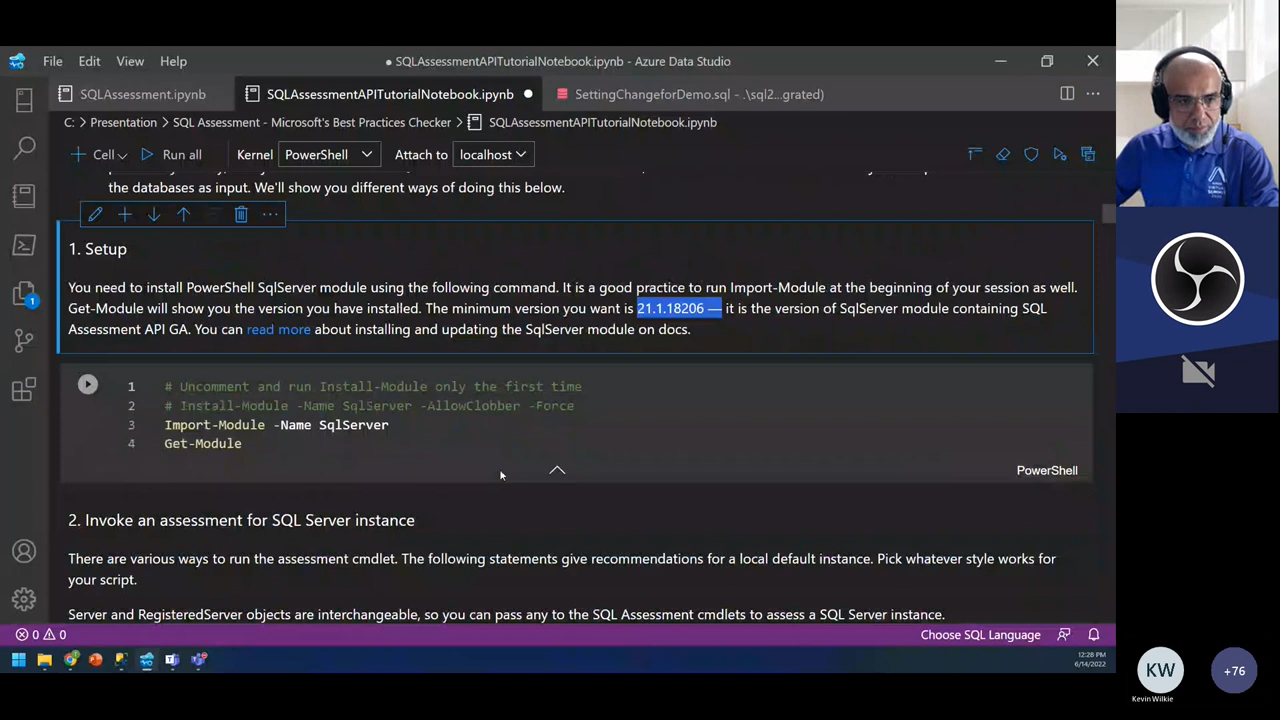 File Edit View Help
● SQLAssessmentAPITutorialNotebook.ipynb - Azure Data Studio
SQLAssessment.ipynb
SQLAssessmentAPITutorialNotebook.ipynb ●
SettingChangeforDemo.sql - .\sql2...grated)
C: > Presentation > SQL Assessment - Microsoft's Best Practices Checker > SQLAssessmentAPITutorialNotebook.ipynb
Cell Run all Kernel PowerShell Attach to localhost
the databases as input. We'll show you different ways of doing this below.
1. Setup
You need to install PowerShell SqlServer module using the following command. It is a good practice to run Import-Module at the beginning of your session as well.
Get-Module will show you the version you have installed. The minimum version you want is 21.1.18206 — it is the version of SqlServer module containing SQL
Assessment API GA. You can read more about installing and updating the SqlServer module on docs.
1 # Uncomment and run Install-Module only the first time
2 # Install-Module -Name SqlServer -AllowClobber -Force
3 Import-Module -Name SqlServer
4 Get-Module
PowerShell
2. Invoke an assessment for SQL Server instance
There are various ways to run the assessment cmdlet. The following statements give recommendations for a local default instance. Pick whatever style works for
your script.
Server and RegisteredServer objects are interchangeable, so you can pass any to the SQL Assessment cmdlets to assess a SQL Server instance.
1
0 0
Choose SQL Language
12:28 PM
6/14/2022
KW
Kevin Wilkie
+76